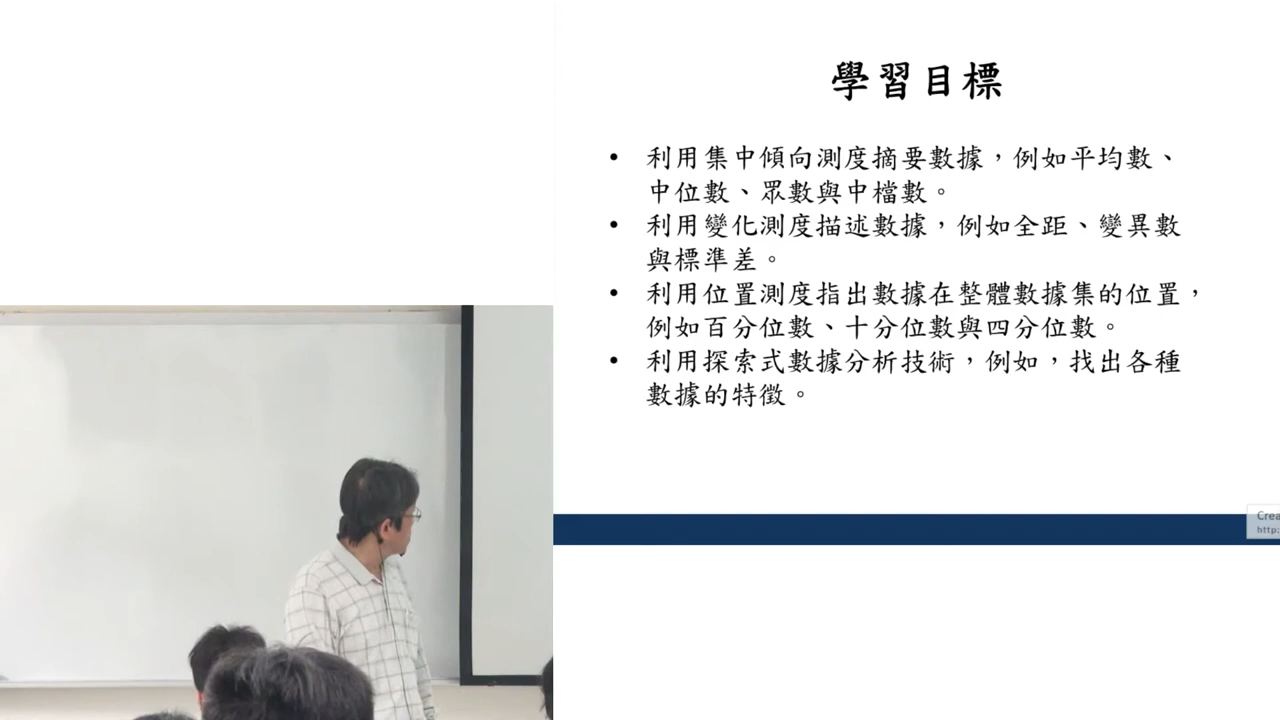 學習目標
• 利用集中傾向測度摘要數據，例如平均數、
中位數、眾數與中檔數。
• 利用變化測度描述數據，例如全距、變異數
與標準差。
• 利用位置測度指出數據在整體數據集的位置，
例如百分位數、十分位數與四分位數。
• 利用探索式數據分析技術，例如，找出各種
數據的特徵。